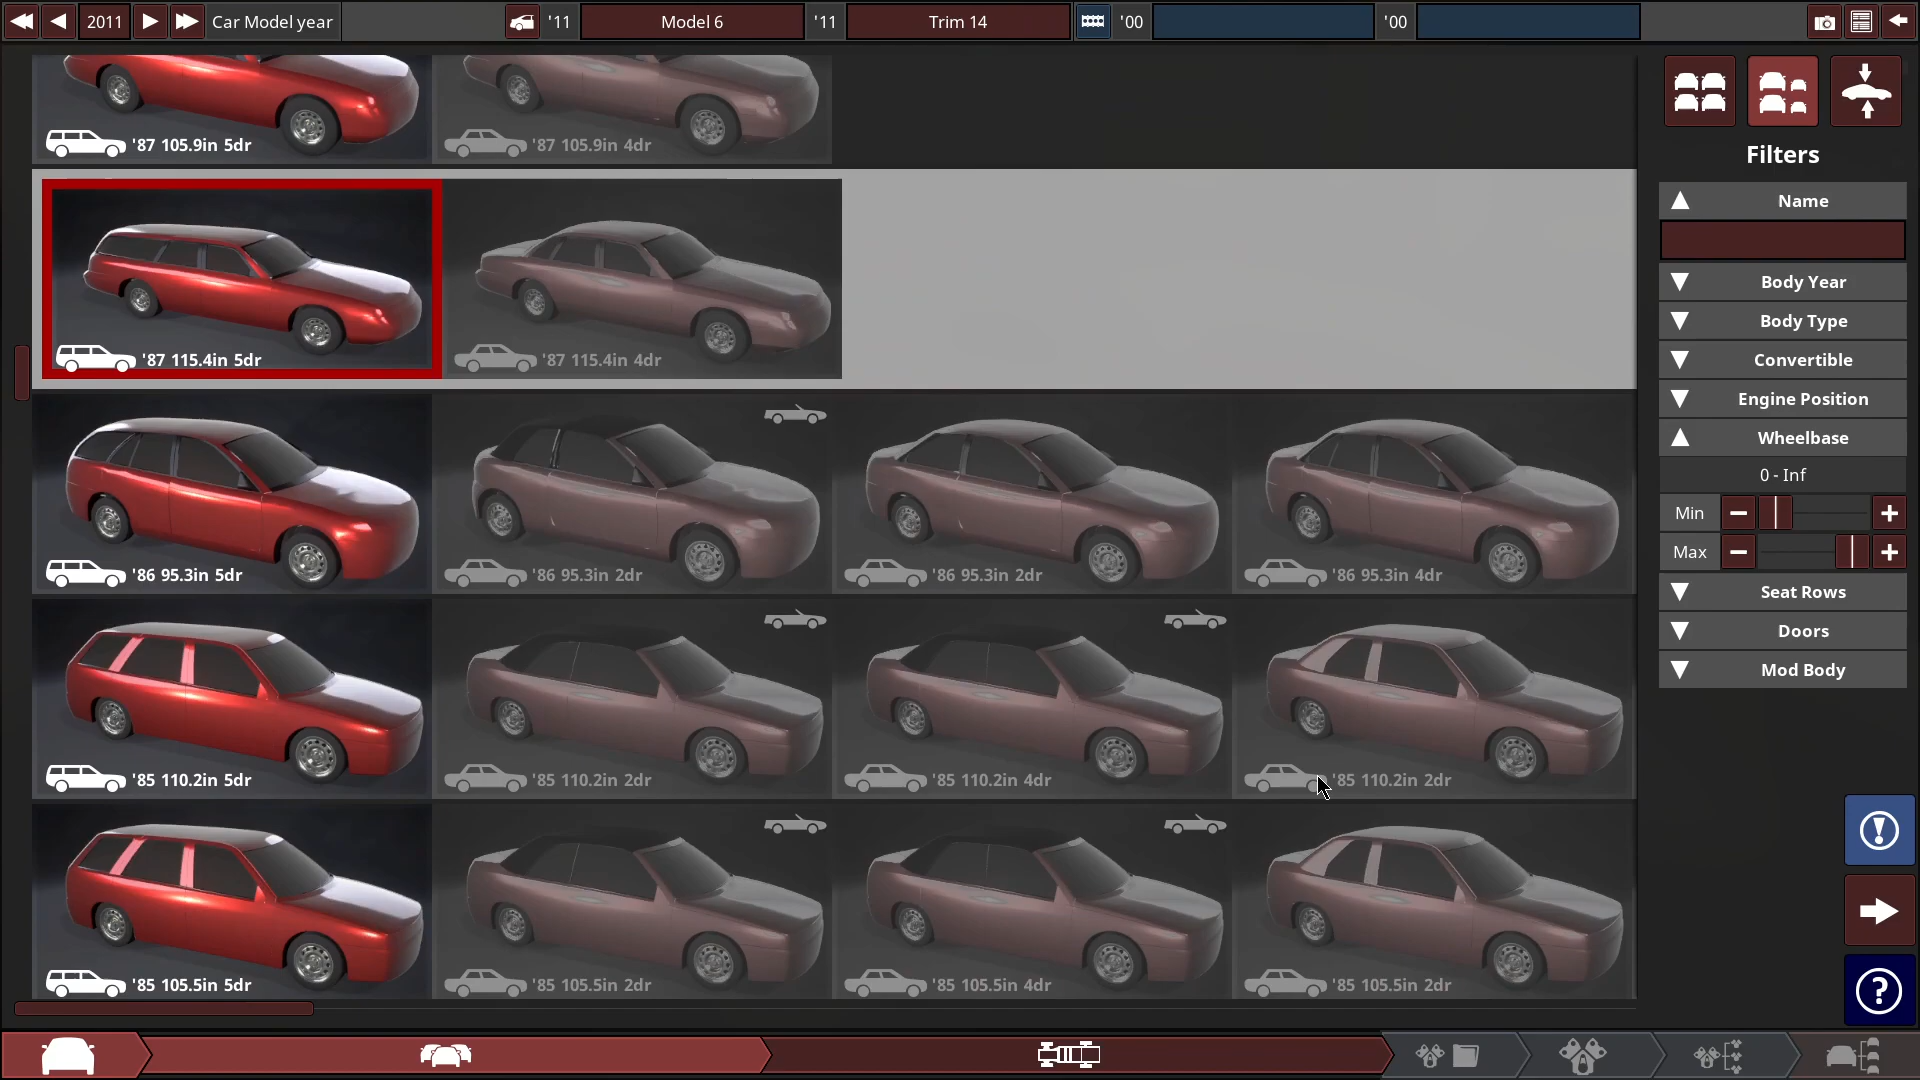 2011 Car Model year '11 Model 6 '11 Trim 14 '00 '00
'87 105.9in 5dr
'87 105.9in 4dr
'87 115.4in 5dr
'87 115.4in 4dr
'86 95.3in 5dr
'86 95.3in 2dr
'86 95.3in 2dr
'86 95.3in 4dr
'85 110.2in 5dr
'85 110.2in 2dr
'85 110.2in 4dr
'85 110.2in 2dr
'85 105.5in 5dr
'85 105.5in 2dr
'85 105.5in 4dr
'85 105.5in 2dr
Filters
Name
Body Year
Body Type
Convertible
Engine Position
Wheelbase
0 - Inf
Min
Max
Seat Rows
Doors
Mod Body